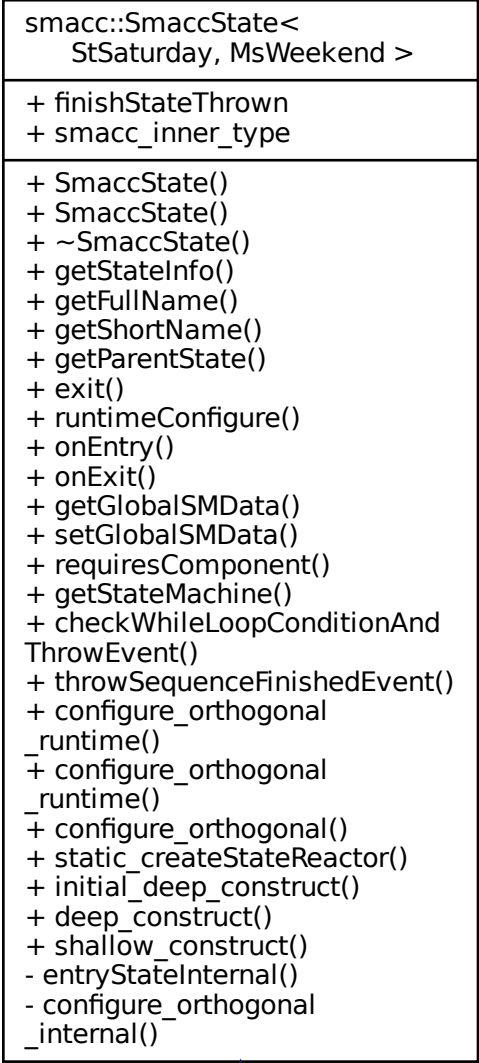 smacc::SmaccState<
StSaturday, MsWeekend >
+ finishStateThrown
+ smacc_inner_type
+ SmaccState()
+ SmaccState()
+ ~SmaccState()
+ getStateInfo()
+ getFullName()
+ getShortName()
+ getParentState()
+ exit()
+ runtimeConfigure()
+ onEntry()
+ onExit()
+ getGlobalSMData()
+ setGlobalSMData()
+ requiresComponent()
+ getStateMachine()
+ checkWhileLoopConditionAnd
ThrowEvent()
+ throwSequenceFinishedEvent()
+ configure_orthogonal
_runtime()
+ configure_orthogonal
_runtime()
+ configure_orthogonal()
+ static_createStateReactor()
+ initial_deep_construct()
+ deep_construct()
+ shallow_construct()
- entryStateInternal()
- configure_orthogonal
_internal()